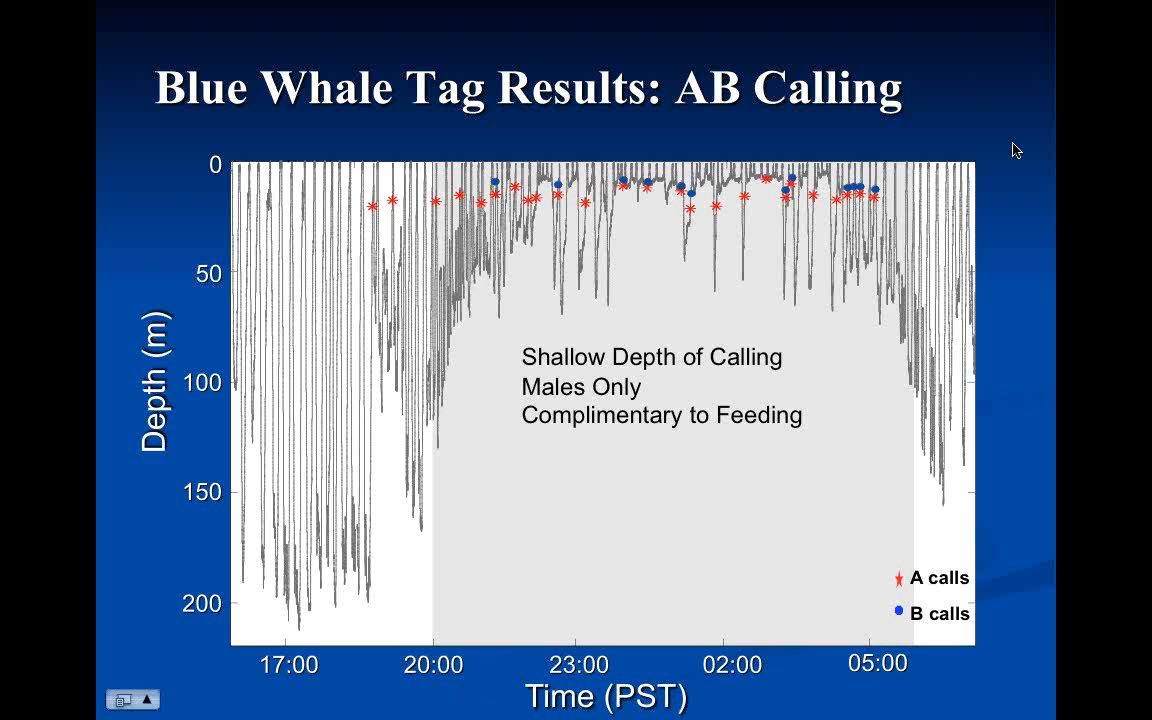 Blue Whale Tag Results: AB Calling
0
50
100
150
200
Depth (m)
Shallow Depth of Calling
Males Only
Complimentary to Feeding
A calls
B calls
17:00 20:00 23:00 02:00 05:00
Time (PST)